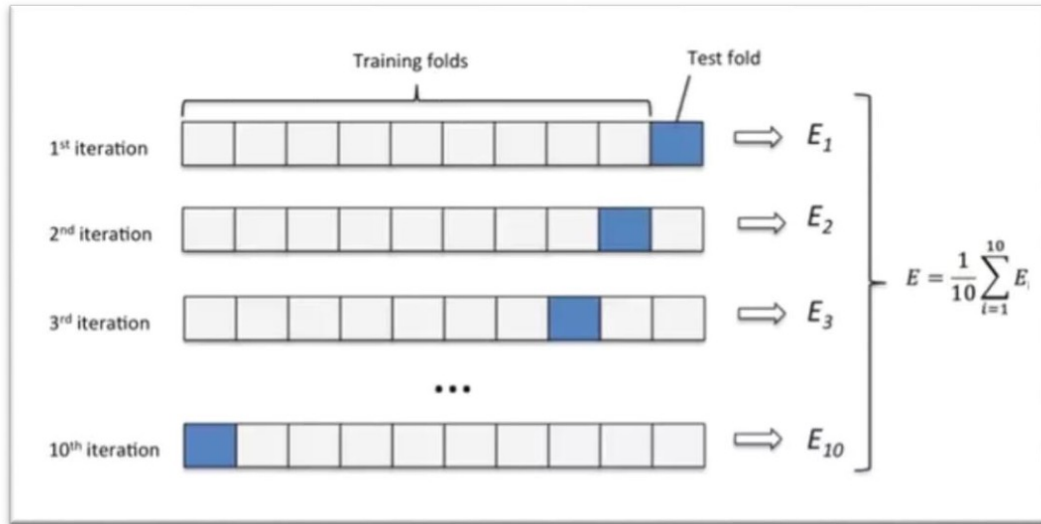 Training folds
Test fold
1st iteration
E1
2nd iteration
E2
3rd iteration
E3
...
10th iteration
E10
E = 1/10 10∑i=1 Ei